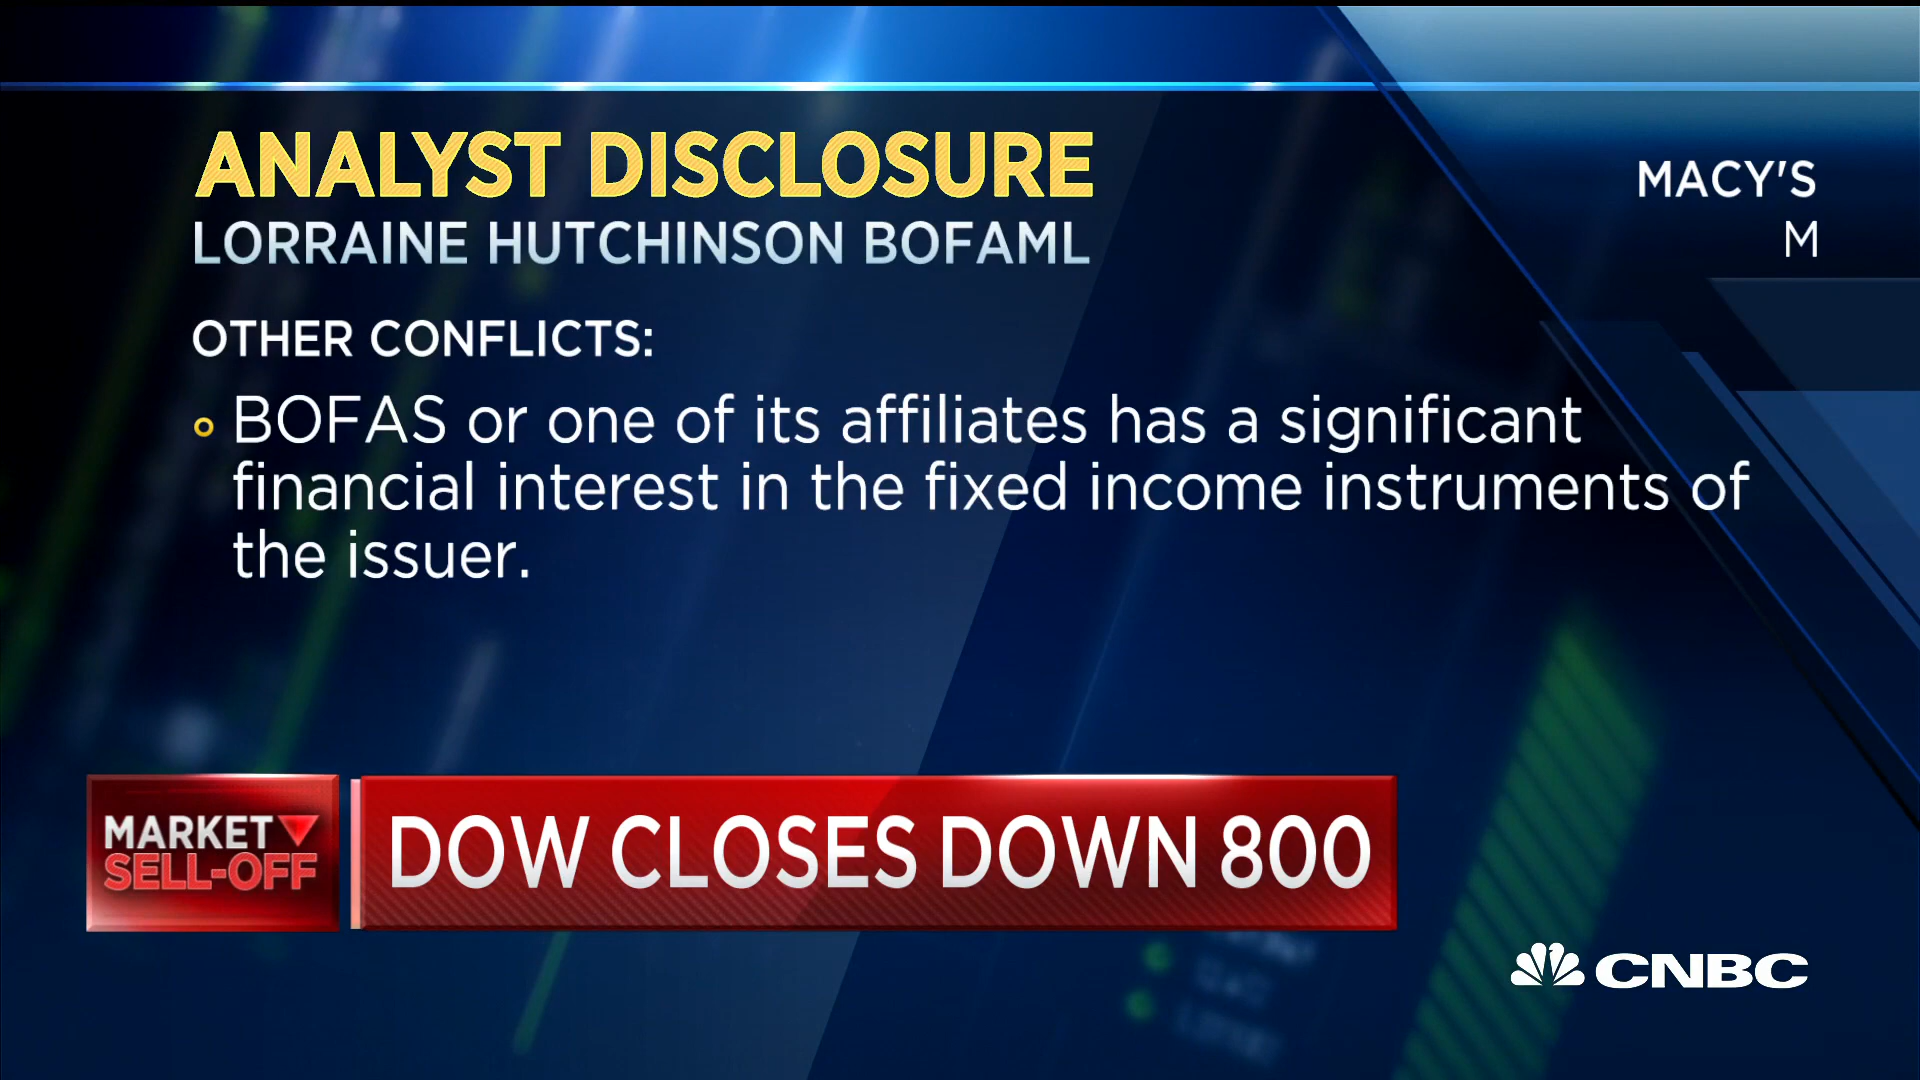 ANALYST DISCLOSURE
LORRAINE HUTCHINSON BOFAML
MACY'S
M
OTHER CONFLICTS:
BOFAS or one of its affiliates has a significant
financial interest in the fixed income instruments of
the issuer.
MARKET
SELL-OFF
DOW CLOSES DOWN 800
CNBC